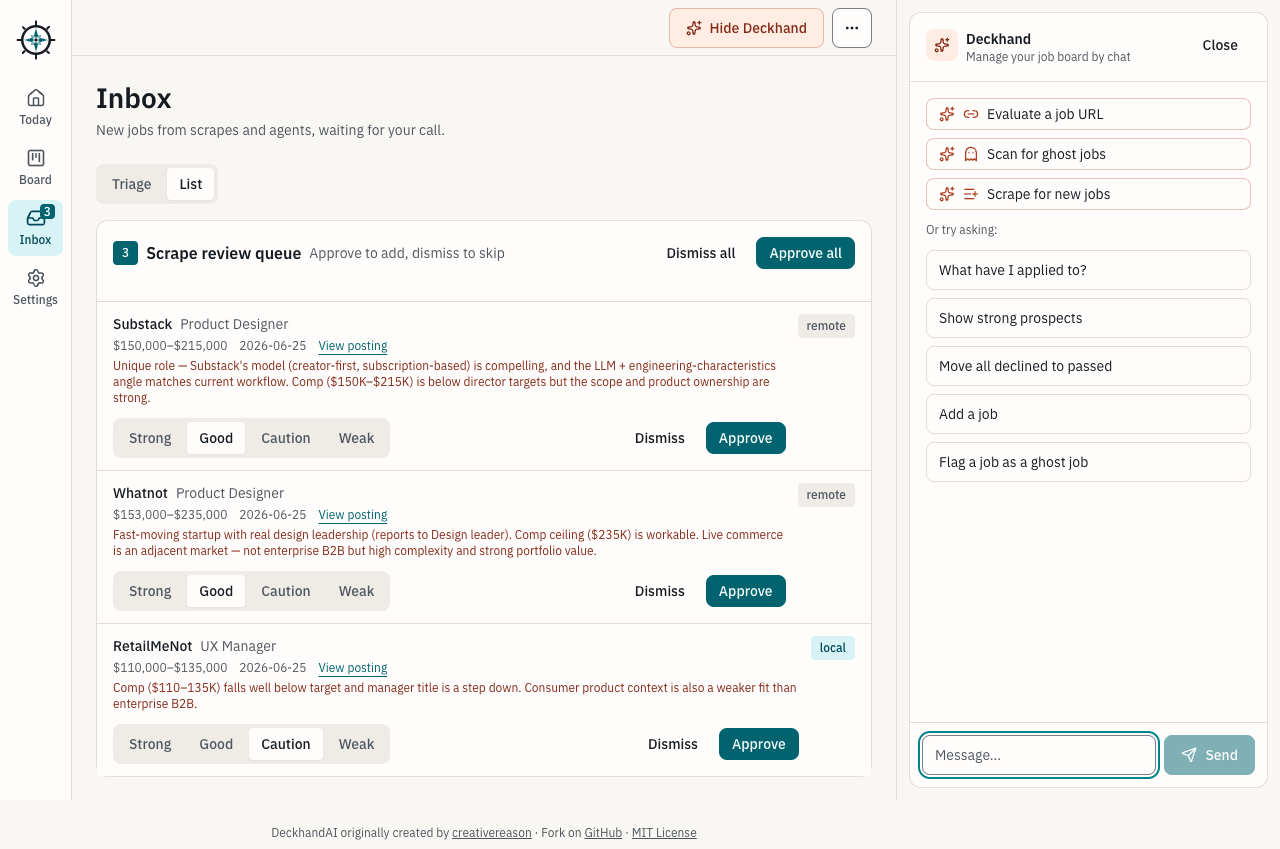 Today
Board
3
Inbox
Settings
Hide Deckhand
...
Inbox
New jobs from scrapes and agents, waiting for your call.
Triage
List
3 Scrape review queue Approve to add, dismiss to skip
Dismiss all
Approve all
Substack Product Designer
remote
$150,000–$215,000 2026-06-25 View posting
Unique role — Substack's model (creator-first, subscription-based) is compelling, and the LLM + engineering-characteristics
angle matches current workflow. Comp ($150K–$215K) is below director targets but the scope and product ownership are
strong.
Strong Good Caution Weak
Dismiss
Approve
Whatnot Product Designer
remote
$153,000–$235,000 2026-06-25 View posting
Fast-moving startup with real design leadership (reports to Design leader). Comp ceiling ($235K) is workable. Live commerce
is an adjacent market — not enterprise B2B but high complexity and strong portfolio value.
Strong Good Caution Weak
Dismiss
Approve
RetailMeNot UX Manager
local
$110,000–$135,000 2026-06-25 View posting
Comp ($110–135K) falls well below target and manager title is a step down. Consumer product context is also a weaker fit than
enterprise B2B.
Strong Good Caution Weak
Dismiss
Approve
Deckhand
Manage your job board by chat
Close
Evaluate a job URL
Scan for ghost jobs
Scrape for new jobs
Or try asking:
What have I applied to?
Show strong prospects
Move all declined to passed
Add a job
Flag a job as a ghost job
Message...
Send
DeckhandAI originally created by creativereason · Fork on GitHub · MIT License